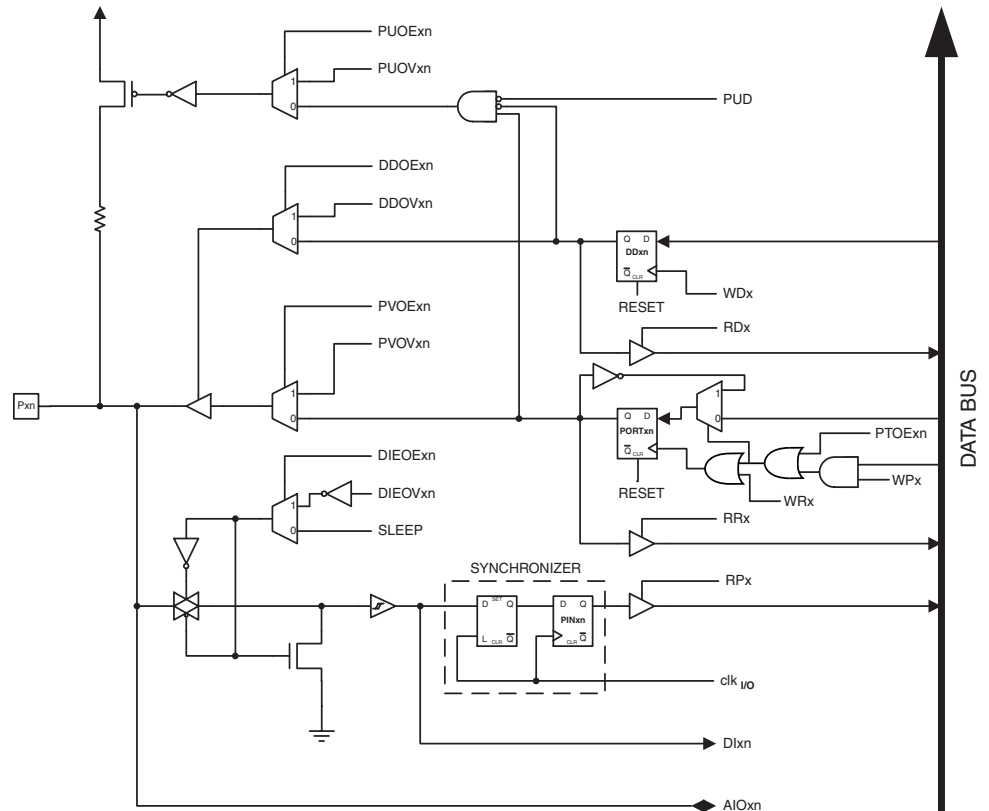 PUOExn
PUOVxn
1
0
PUD
DDOExn
DDOVxn
1
0
Q D
DDxn
Q CLR
WDx
RESET
RDx
PVOExn
PVOVxn
1
0
Pxn
1
0
Q D
PORTxn
Q CLR
RESET
PTOExn
WPx
WRx
RRx
DATA BUS
DIEOExn
DIEOVxn
1
0
SLEEP
SYNCHRONIZER
D SET Q
L CLR Q
D Q
PINxn
CLR Q
RPx
clk I/O
DIxn
AIOxn